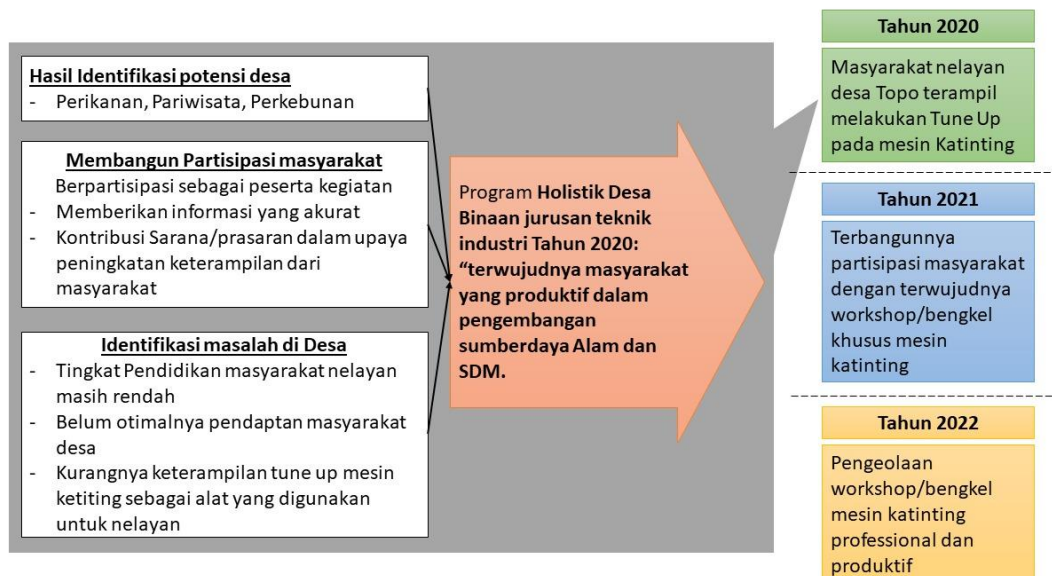 Hasil Identifikasi potensi desa
- Perikanan, Pariwisata, Perkebunan
Membangun Partisipasi masyarakat
Berpartisipasi sebagai peserta kegiatan
- Memberikan informasi yang akurat
- Kontribusi Sarana/prasaran dalam upaya
peningkatan keterampilan dari
masyarakat
Identifikasi masalah di Desa
- Tingkat Pendidikan masyarakat nelayan
masih rendah
- Belum otimalnya pendaptan masyarakat
desa
- Kurangnya keterampilan tune up mesin
ketiting sebagai alat yang digunakan
untuk nelayan
Program Holistik Desa
Binaan jurusan teknik
industri Tahun 2020:
“terwujudnya masyarakat
yang produktif dalam
pengembangan
sumberdaya Alam dan
SDM.
Tahun 2020
Masyarakat nelayan
desa Topo terampil
melakukan Tune Up
pada mesin Katinting
Tahun 2021
Terbangunnya
partisipasi masyarakat
dengan terwujudnya
workshop/bengkel
khusus mesin
katinting
Tahun 2022
Pengeolaan
workshop/bengkel
mesin katinting
professional dan
produktif